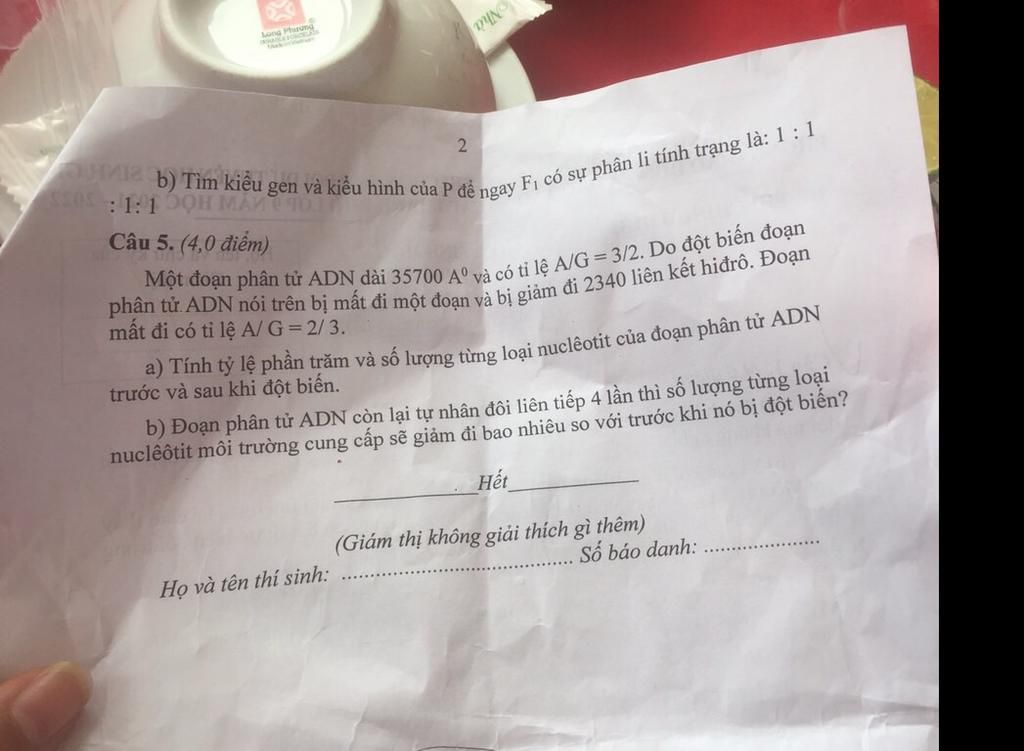 Long Phương®
Made in Vietnam
Nhà
2
b) Tìm kiểu gen và kiểu hình của P để ngay F₁ có sự phân li tính trạng là: 1 : 1
: 1: 1
Câu 5. (4,0 điểm)
Một đoạn phân tử ADN dài 35700 A⁰ và có tỉ lệ A/G = 3/2. Do đột biến đoạn
phân tử ADN nói trên bị mất đi một đoạn và bị giảm đi 2340 liên kết hiđrô. Đoạn
mất đi có tỉ lệ A/ G = 2/ 3.
a) Tính tỷ lệ phần trăm và số lượng từng loại nuclêotit của đoạn phân tử ADN
trước và sau khi đột biến.
b) Đoạn phân tử ADN còn lại tự nhân đôi liên tiếp 4 lần thì số lượng từng loại
nuclêôtit môi trường cung cấp sẽ giảm đi bao nhiêu so với trước khi nó bị đột biến?
Hết
(Giám thị không giải thích gì thêm)
Họ và tên thí sinh: ........................................ Số báo danh: .....................